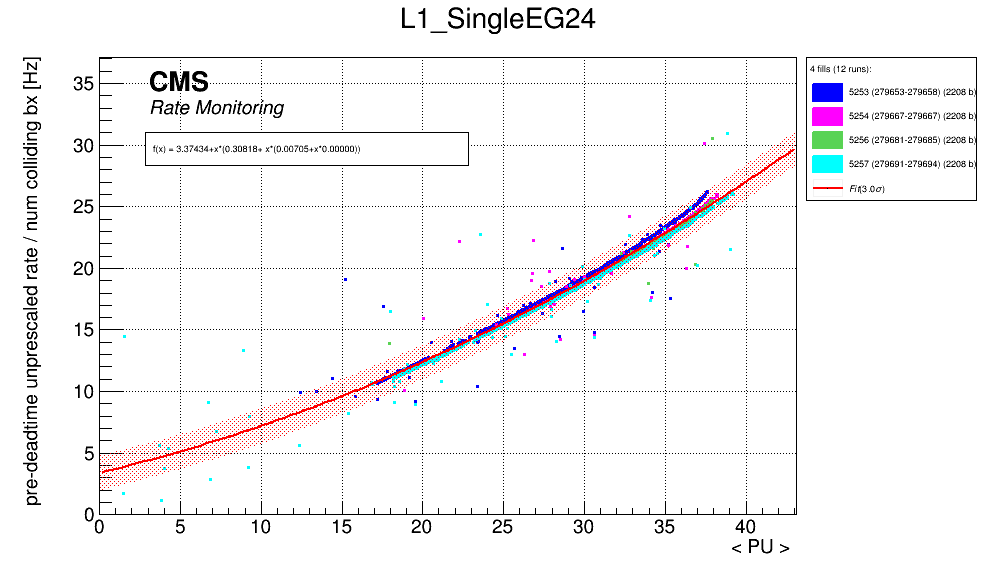 L1_SingleEG24
pre-deadtime unprescaled rate / num colliding bx [Hz]
CMS
Rate Monitoring
f(x) = 3.37434+x*(0.30818+ x*(0.00705+x*0.00000))
35
30
25
20
15
10
5
0
0 5 10 15 20 25 30 35 40
< PU >
4 fills (12 runs):
5253 (279653-279658) (2208 b)
5254 (279667-279667) (2208 b)
5256 (279681-279685) (2208 b)
5257 (279691-279694) (2208 b)
Fit(3.0σ)